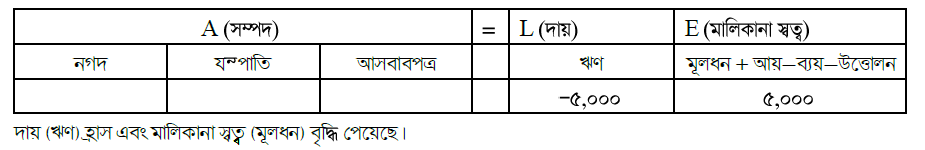 A (সম্পদ) = L (দায়) E (মালিকানা স্বত্ব)
নগদ যন্পাতি আসবাবপত্র ঋণ মূলধন + আয়–ব্যয়–উত্তোলন
–৫,০০০ ৫,০০০
দায় (ঋণ) হ্রাস এবং মালিকানা স্বত্ব (মূলধন) বৃদ্ধি পেয়েছে।